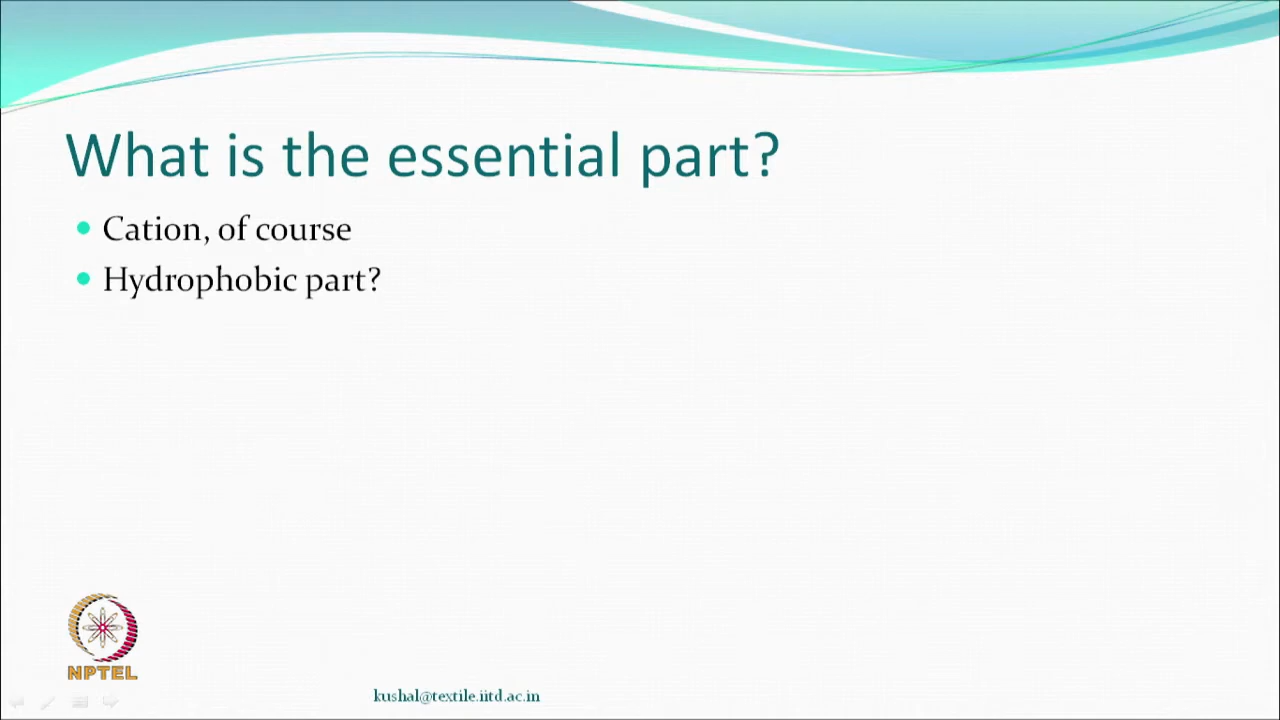 What is the essential part?
Cation, of course
Hydrophobic part?
NPTEL
kushal@textile.iitd.ac.in